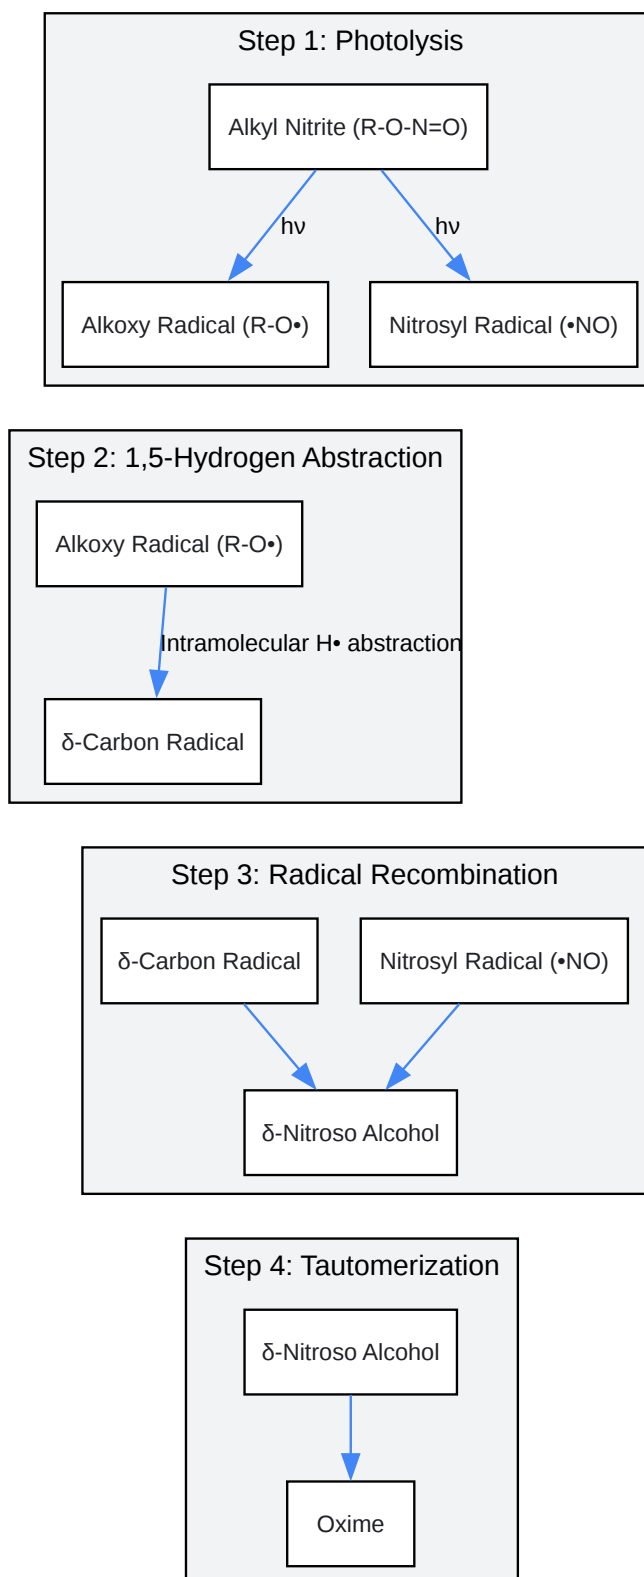 Step 1: Photolysis
Alkyl Nitrite (R-O-N=O)
hν
hν
Alkoxy Radical (R-O•)
Nitrosyl Radical (•NO)
Step 2: 1,5-Hydrogen Abstraction
Alkoxy Radical (R-O•)
Intramolecular H• abstraction
δ-Carbon Radical
Step 3: Radical Recombination
δ-Carbon Radical
Nitrosyl Radical (•NO)
δ-Nitroso Alcohol
Step 4: Tautomerization
δ-Nitroso Alcohol
Oxime